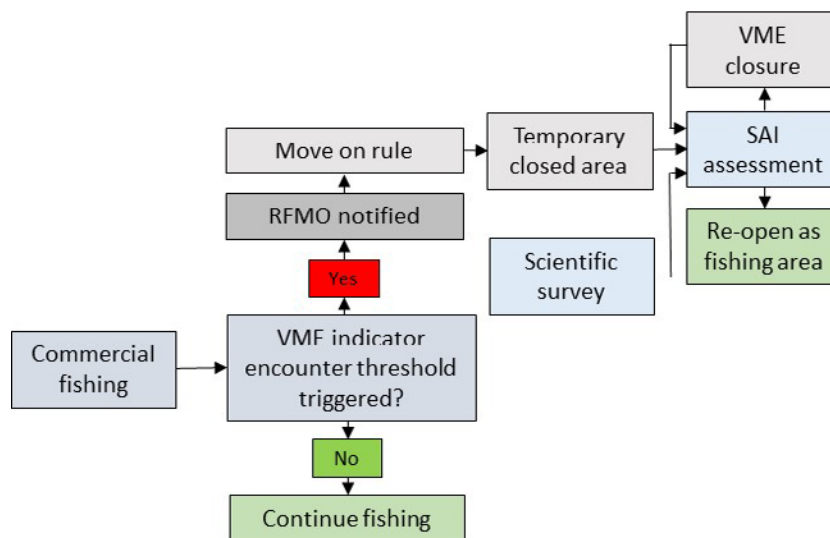 VME
closure
Move on rule
Temporary
closed area
SAI
assessment
RFMO notified
Re-open as
fishing area
Scientific
survey
Yes
Commercial
fishing
VME indicator
encounter threshold
triggered?
No
Continue fishing